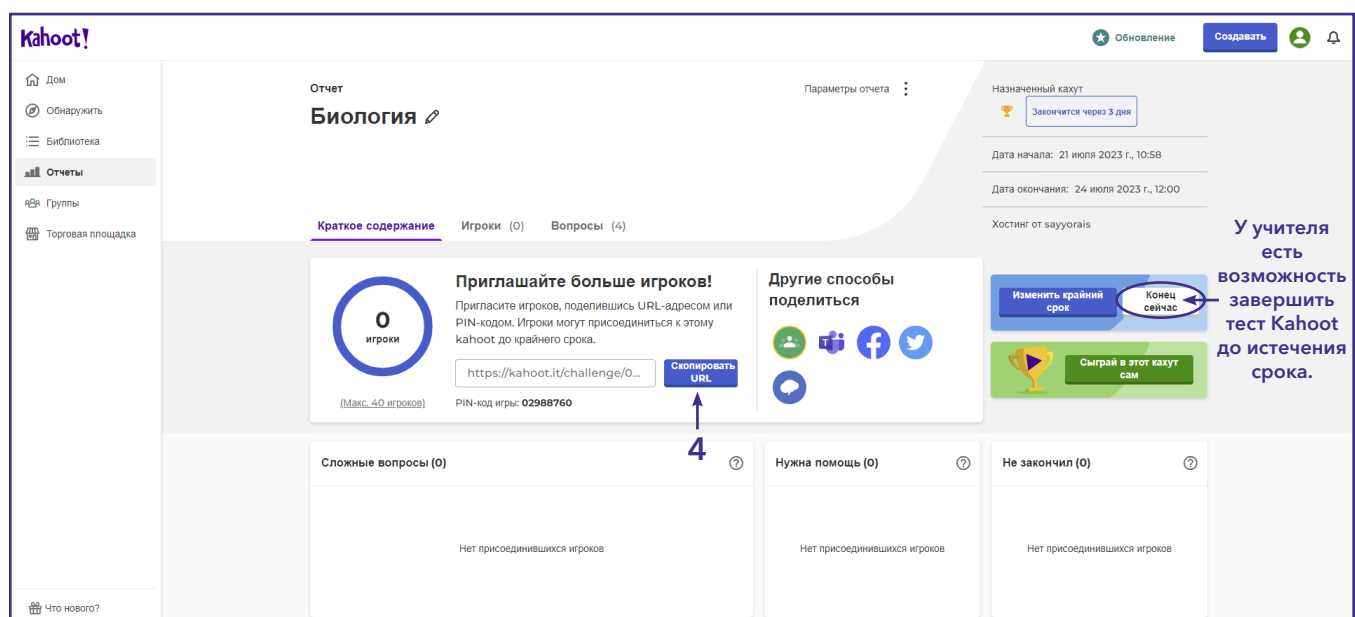 Kahoot!
Обновление
Создавать
Дом
Обнаружить
Библиотека
Отчеты
Группы
Торговая площадка
Что нового?
Отчет
Биология
Параметры отчета
Краткое содержание
Игроки (0)
Вопросы (4)
Назначенный кахут
Закончится через 3 дня
Дата начала: 21 июля 2023 г., 10:58
Дата окончания: 24 июля 2023 г., 12:00
Хостинг от sayyorais
0
игроки
(Макс. 40 игроков)
Приглашайте больше игроков!
Пригласите игроков, поделившись URL-адресом или
PIN-кодом. Игроки могут присоединиться к этому
kahoot до крайнего срока.
https://kahoot.it/challenge/0...
Скопировать
URL
PIN-код игры: 02988760
4
Другие способы
поделиться
Изменить крайний
срок
Конец
сейчас
Сыграй в этот кахут
сам
У учителя
есть
возможность
завершить
тест Kahoot
до истечения
срока.
Сложные вопросы (0)
Нет присоединившихся игроков
Нужна помощь (0)
Нет присоединившихся игроков
Не закончил (0)
Нет присоединившихся игроков